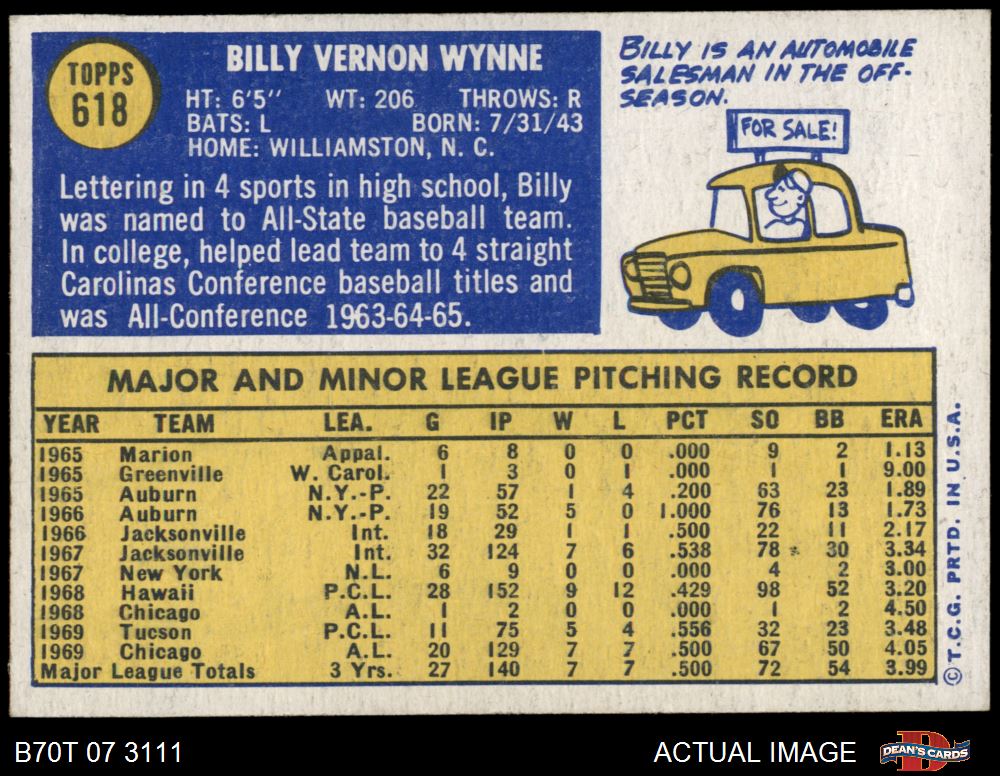 TOPPS
618
BILLY VERNON WYNNE
HT: 6'5" WT: 206 THROWS: R
BATS: L BORN: 7/31/43
HOME: WILLIAMSTON, N. C.
Lettering in 4 sports in high school, Billy
was named to All-State baseball team.
In college, helped lead team to 4 straight
Carolinas Conference baseball titles and
was All-Conference 1963-64-65.
BILLY IS AN AUTOMOBILE
SALESMAN IN THE OFF-
SEASON.
FOR SALE!
MAJOR AND MINOR LEAGUE PITCHING RECORD
YEAR TEAM LEA. G IP W L PCT SO BB ERA
1965 Marion Appal. 6 8 0 0 .000 9 2 1.13
1965 Greenville W. Carol. 1 3 0 1 .000 1 1 9.00
1965 Auburn N.Y.-P. 22 57 1 4 .200 63 23 1.89
1966 Auburn N.Y.-P. 19 52 5 0 1.000 76 13 1.73
1966 Jacksonville Int. 18 29 1 1 .500 22 11 2.17
1967 Jacksonville Int. 32 124 7 6 .538 78 30 3.34
1967 New York N.L. 6 9 0 0 .000 4 2 3.00
1968 Hawaii P.C.L. 28 152 9 12 .429 98 52 3.20
1968 Chicago A.L. 1 2 0 0 .000 1 2 4.50
1969 Tucson P.C.L. 11 75 5 4 .556 32 23 3.48
1969 Chicago A.L. 20 129 7 7 .500 67 50 4.05
Major League Totals 3 Yrs. 27 140 7 7 .500 72 54 3.99
© T.C.G. PRTD. IN U.S.A.
B70T 07 3111
ACTUAL IMAGE
D
DEAN'S CARDS